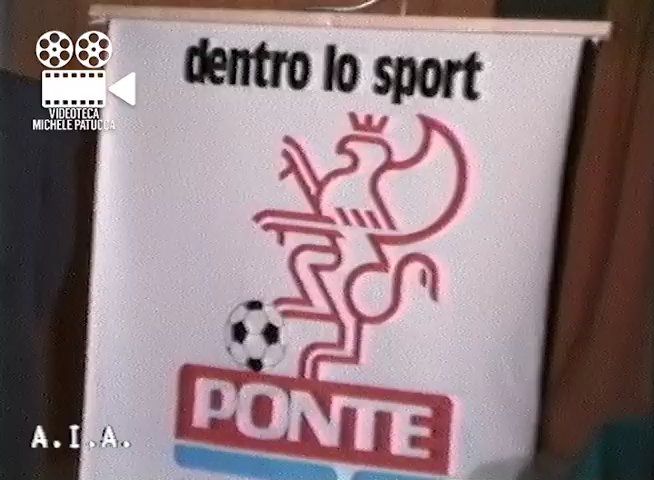 dentro lo sport
VIDEOTECA
MICHELE PATUCCA
PONTE
A.I.A.